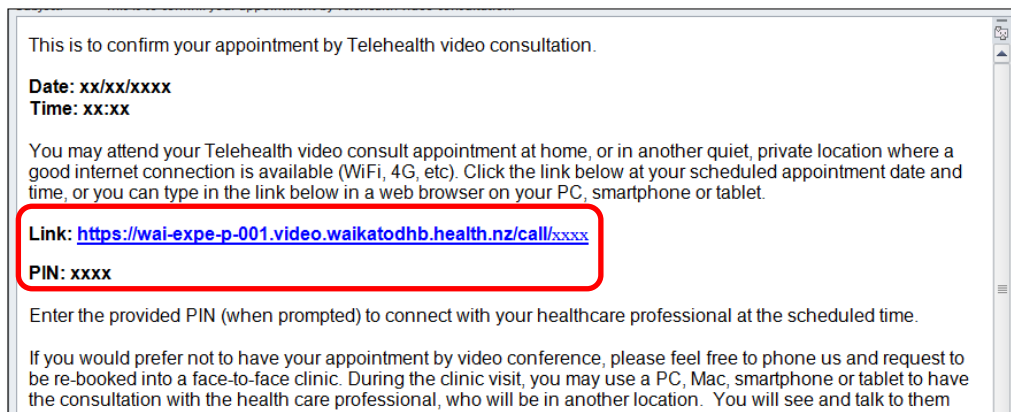 This is to confirm your appointment by Telehealth video consultation.
Date: xx/xx/xxxx
Time: xx:xx
You may attend your Telehealth video consult appointment at home, or in another quiet, private location where a
good internet connection is available (WiFi, 4G, etc). Click the link below at your scheduled appointment date and
time, or you can type in the link below in a web browser on your PC, smartphone or tablet.
Link: https://wai-expe-p-001.video.waikatodhb.health.nz/call/xxxx
PIN: xxxx
Enter the provided PIN (when prompted) to connect with your healthcare professional at the scheduled time.
If you would prefer not to have your appointment by video conference, please feel free to phone us and request to
be re-booked into a face-to-face clinic. During the clinic visit, you may use a PC, Mac, smartphone or tablet to have
the consultation with the health care professional, who will be in another location.  You will see and talk to them